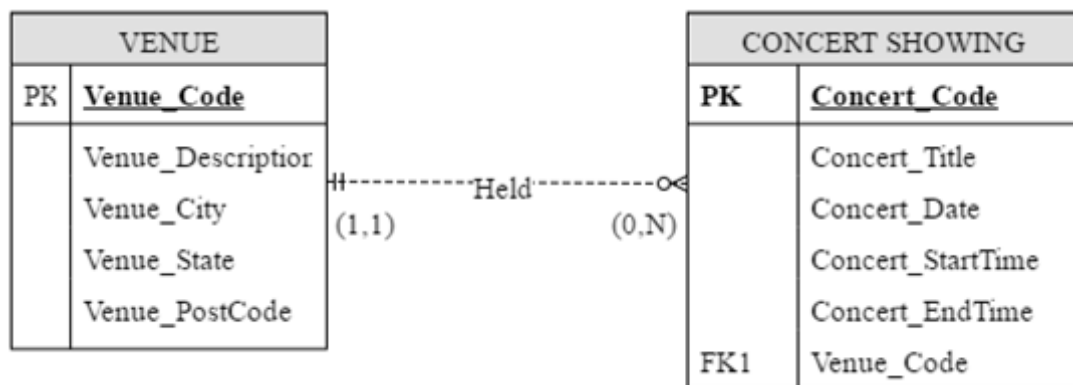 VENUE
PK Venue_Code
Venue_Description
Venue_City
Venue_State
Venue_PostCode
Held
(1,1)
(0,N)
CONCERT SHOWING
PK Concert_Code
Concert_Title
Concert_Date
Concert_StartTime
Concert_EndTime
FK1 Venue_Code